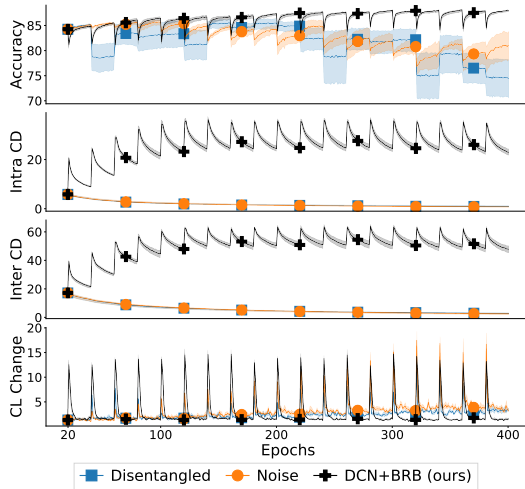 Accuracy
85
80
75
70
Intra CD
20
0
Inter CD
60
40
20
0
CL Change
20
15
10
5
20 100 200 300 400
Epochs
Disentangled Noise DCN+BRB (ours)